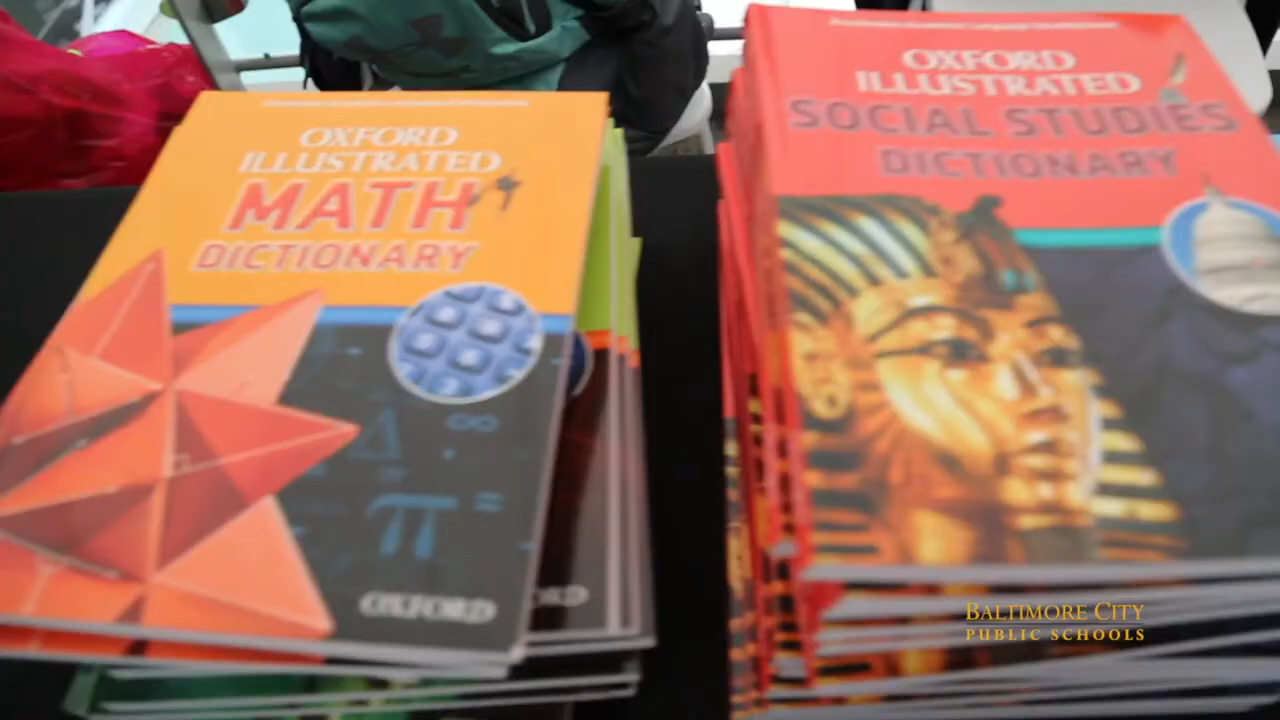 OXFORD
ILLUSTRATED
MATH
DICTIONARY
∞
π =
OXFORD
OXFORD
ILLUSTRATED
SOCIAL STUDIES
DICTIONARY
BALTIMORE CITY
PUBLIC SCHOOLS